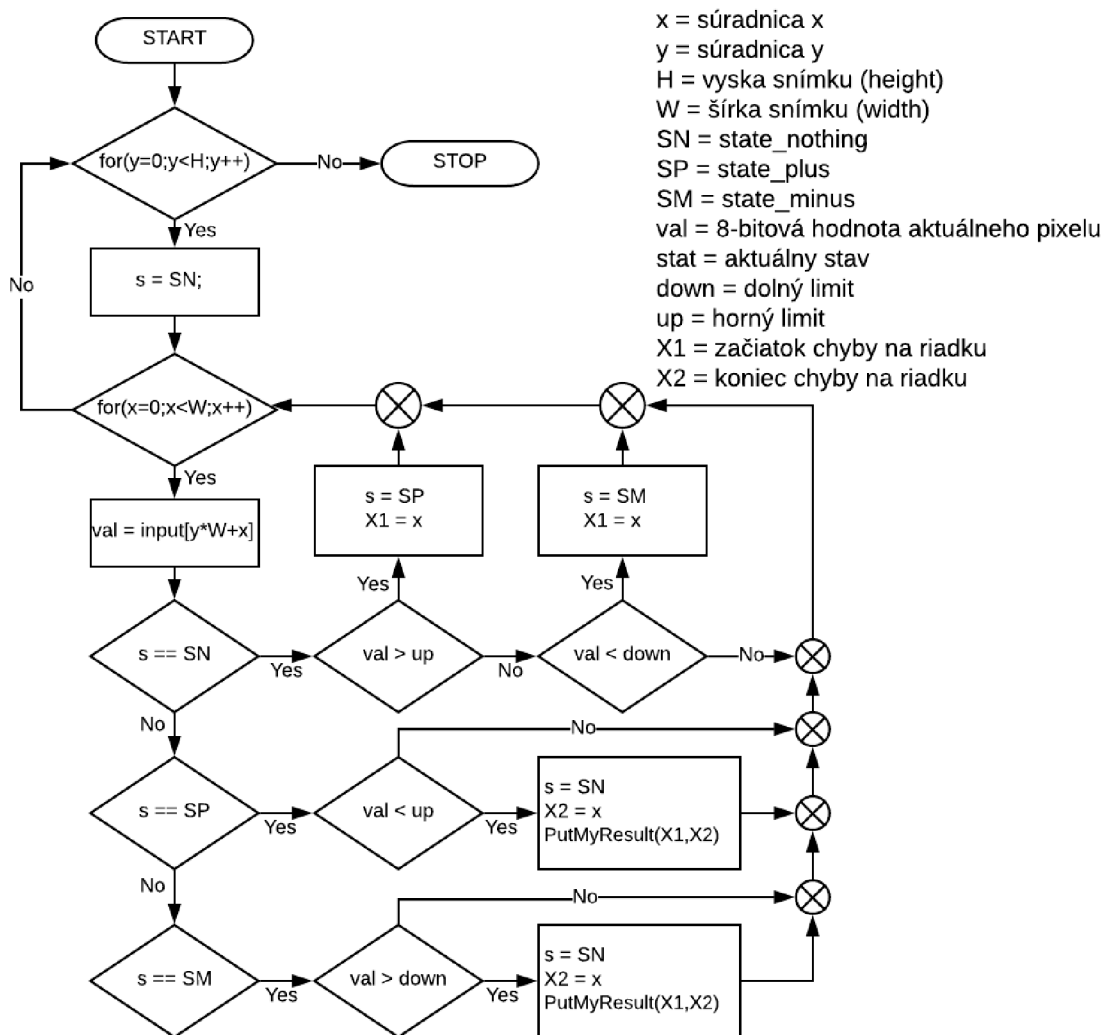 START
for(y=0;y<H;y++)
No
STOP
Yes
s = SN;
No
for(x=0;x<W;x++)
Yes
val = input[y*W+x]
s = SP
X1 = x
s = SM
X1 = x
Yes
Yes
s == SN
Yes
val > up
No
val < down
No
No
No
s == SP
Yes
val < up
Yes
s = SN
X2 = x
PutMyResult(X1,X2)
No
No
s == SM
Yes
val > down
Yes
s = SN
X2 = x
PutMyResult(X1,X2)
x = súradnica x
y = súradnica y
H = vyska snímku (height)
W = šírka snímku (width)
SN = state_nothing
SP = state_plus
SM = state_minus
val = 8-bitová hodnota aktuálneho pixelu
stat = aktuálny stav
down = dolný limit
up = horný limit
X1 = začiatok chyby na riadku
X2 = koniec chyby na riadku